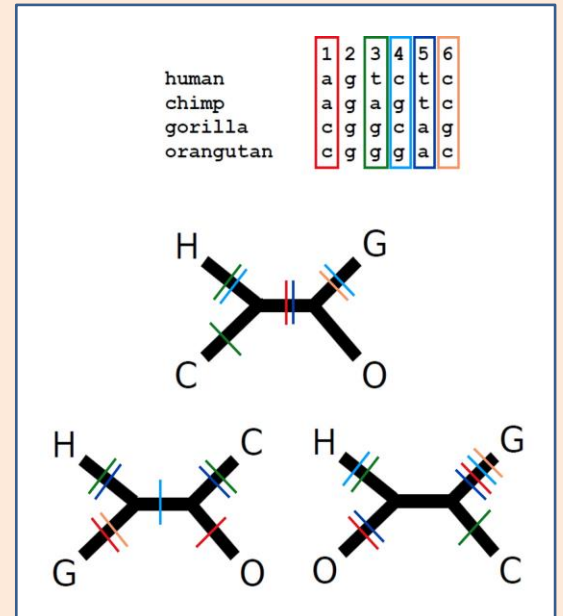 1 2 3 4 5 6
human a g t c t c
chimp a g a g t c
gorilla c g g c a g
orangutan c g g g a c
H G
C O
H C
G O
H G
O C